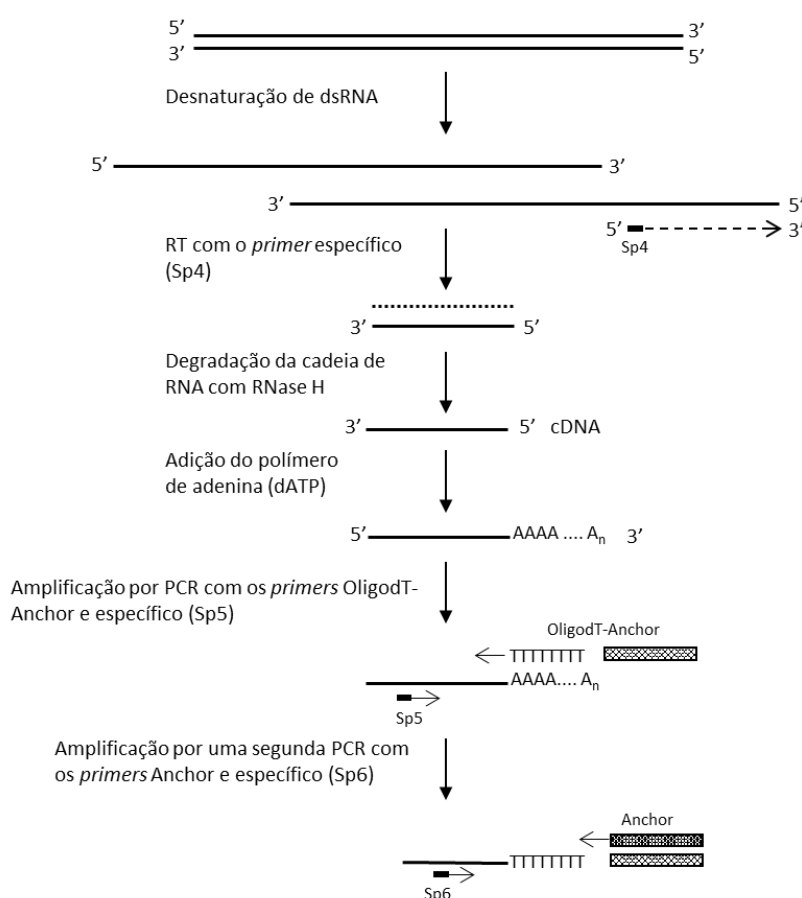 5’ 3’
3’ 5’
Desnaturação de dsRNA
5’ 3’
3’ 5’
5’ 3’
Sp4
RT com o primer específico
(Sp4)
3’ 5’
Degradação da cadeia de
RNA com RNase H
3’ 5’ cDNA
Adição do polímero
de adenina (dATP)
5’ AAAA .... An 3’
Amplificação por PCR com os primers OligodT-
Anchor e específico (Sp5)
OligodT-Anchor
TTTTTTTT
AAAA.... An
Sp5
Amplificação por uma segunda PCR com
os primers Anchor e específico (Sp6)
Anchor
TTTTTTTT
Sp6